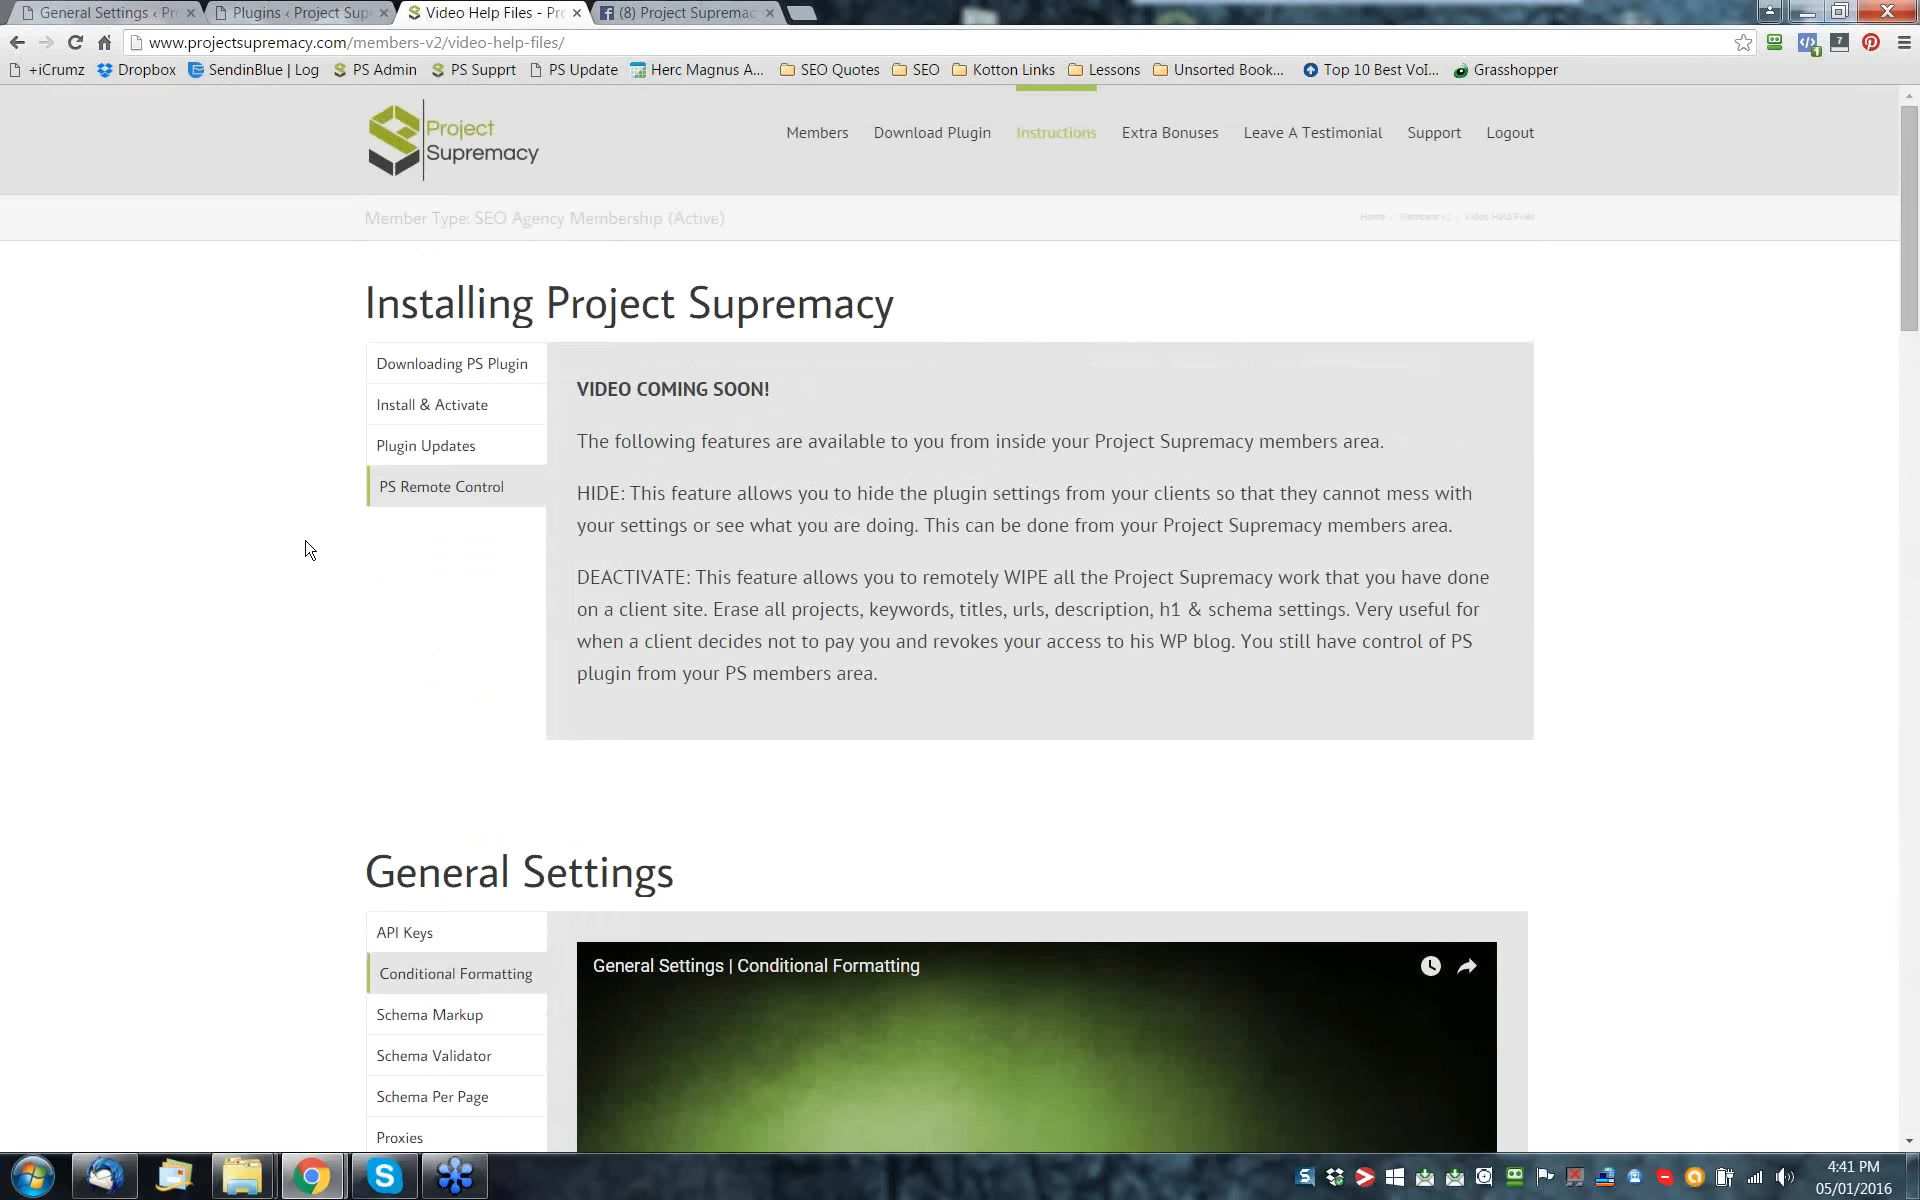 General Settings ‹ Pr
Plugins ‹ Project Sup
Video Help Files - Pr
(8) Project Supremac
www.projectsupremacy.com/members-v2/video-help-files/
7
1
+iCrumz
Dropbox
SendinBlue | Log
PS Admin
PS Supprt
PS Update
Herc Magnus A...
SEO Quotes
SEO
Kotton Links
Lessons
Unsorted Book...
Top 10 Best VoI...
Grasshopper
Project
Supremacy
Members
Download Plugin
Instructions
Extra Bonuses
Leave A Testimonial
Support
Logout
Member Type: SEO Agency Membership (Active)
Home
Video Help Files
Installing Project Supremacy
Downloading PS Plugin
Install & Activate
Plugin Updates
PS Remote Control
VIDEO COMING SOON!
The following features are available to you from inside your Project Supremacy members area.
HIDE: This feature allows you to hide the plugin settings from your clients so that they cannot mess with
your settings or see what you are doing. This can be done from your Project Supremacy members area.
DEACTIVATE: This feature allows you to remotely WIPE all the Project Supremacy work that you have done
on a client site. Erase all projects, keywords, titles, urls, description, h1 & schema settings. Very useful for
when a client decides not to pay you and revokes your access to his WP blog. You still have control of PS
plugin from your PS members area.
General Settings
API Keys
Conditional Formatting
Schema Markup
Schema Validator
Schema Per Page
Proxies
General Settings | Conditional Formatting
4:41 PM
05/01/2016